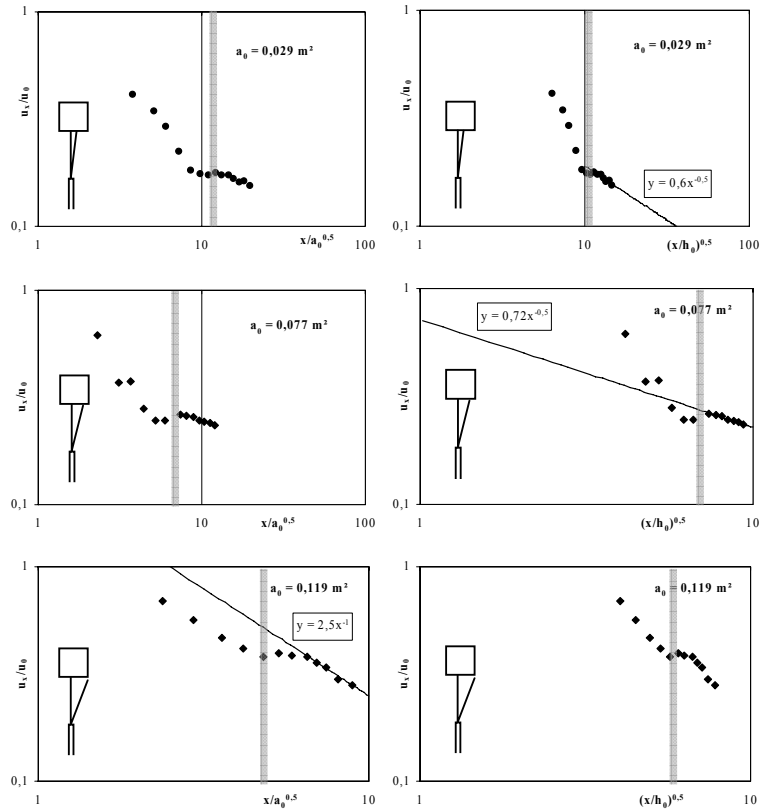 1
a₀ = 0,029 m²
uₓ/u₀
0,1
1
10
100
x/a₀^0,5
1
a₀ = 0,029 m²
uₓ/u₀
y = 0,6x^-0,5
0,1
1
10
100
(x/h₀)^0,5
1
a₀ = 0,077 m²
uₓ/u₀
0,1
1
10
100
x/a₀^0,5
1
y = 0,72x^-0,5
a₀ = 0,077 m²
uₓ/u₀
0,1
1
10
(x/h₀)^0,5
1
a₀ = 0,119 m²
y = 2,5x^-1
uₓ/u₀
0,1
1
10
x/a₀^0,5
1
a₀ = 0,119 m²
uₓ/u₀
0,1
1
10
(x/h₀)^0,5